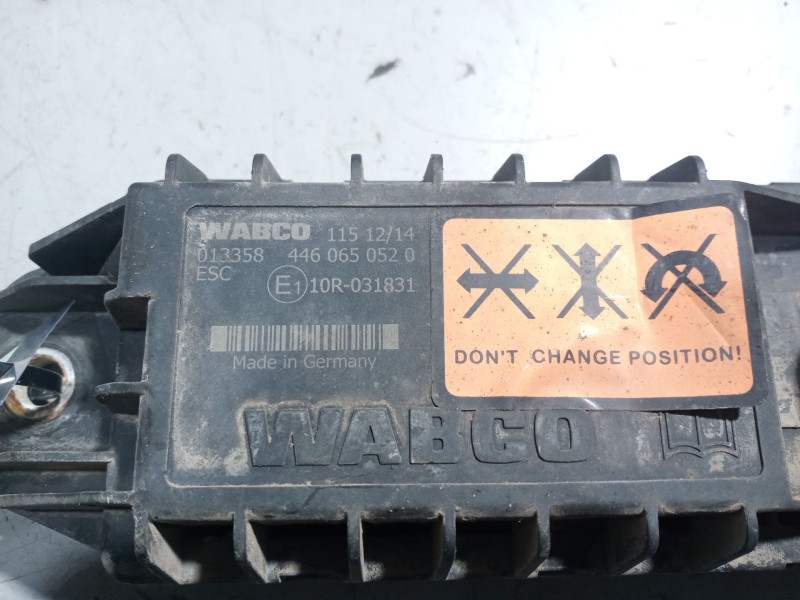 WABCO 115 12/14
013358 446 065 052 0
ESC E1 10R-031831
Made in Germany
DON'T CHANGE POSITION!
WABCO